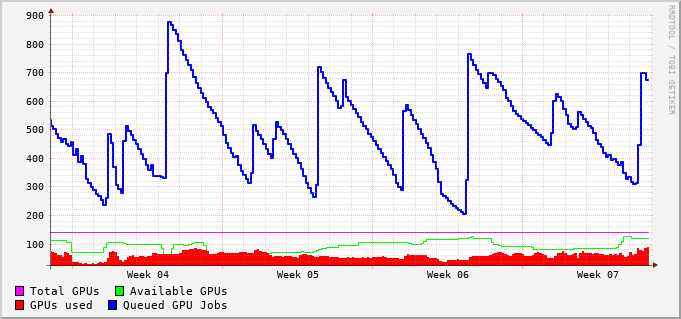 900
800
700
600
500
400
300
200
100
Week 04 Week 05 Week 06 Week 07
Total GPUs Available GPUs
GPUs used Queued GPU Jobs
RRDTOOL / TOBI OETIKER